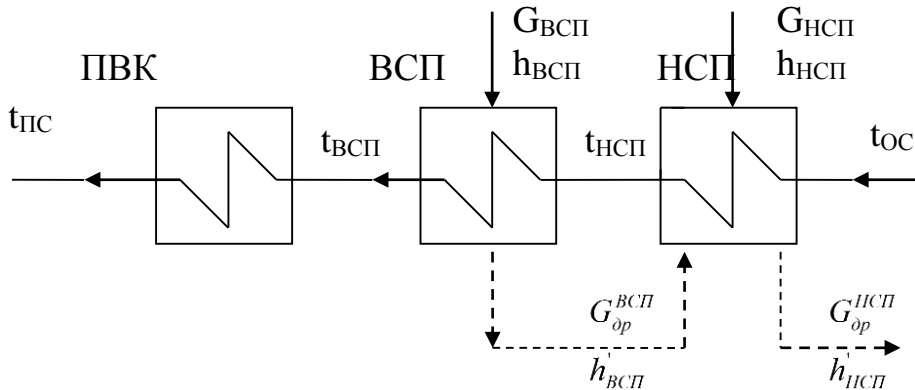 G_ВСП
h_ВСП
G_НСП
h_НСП
ПВК
ВСП
НСП
t_ПС
t_ВСП
t_НСП
t_ОС
G_др^ВСП
h'_ВСП
G_др^НСП
h'_НСП